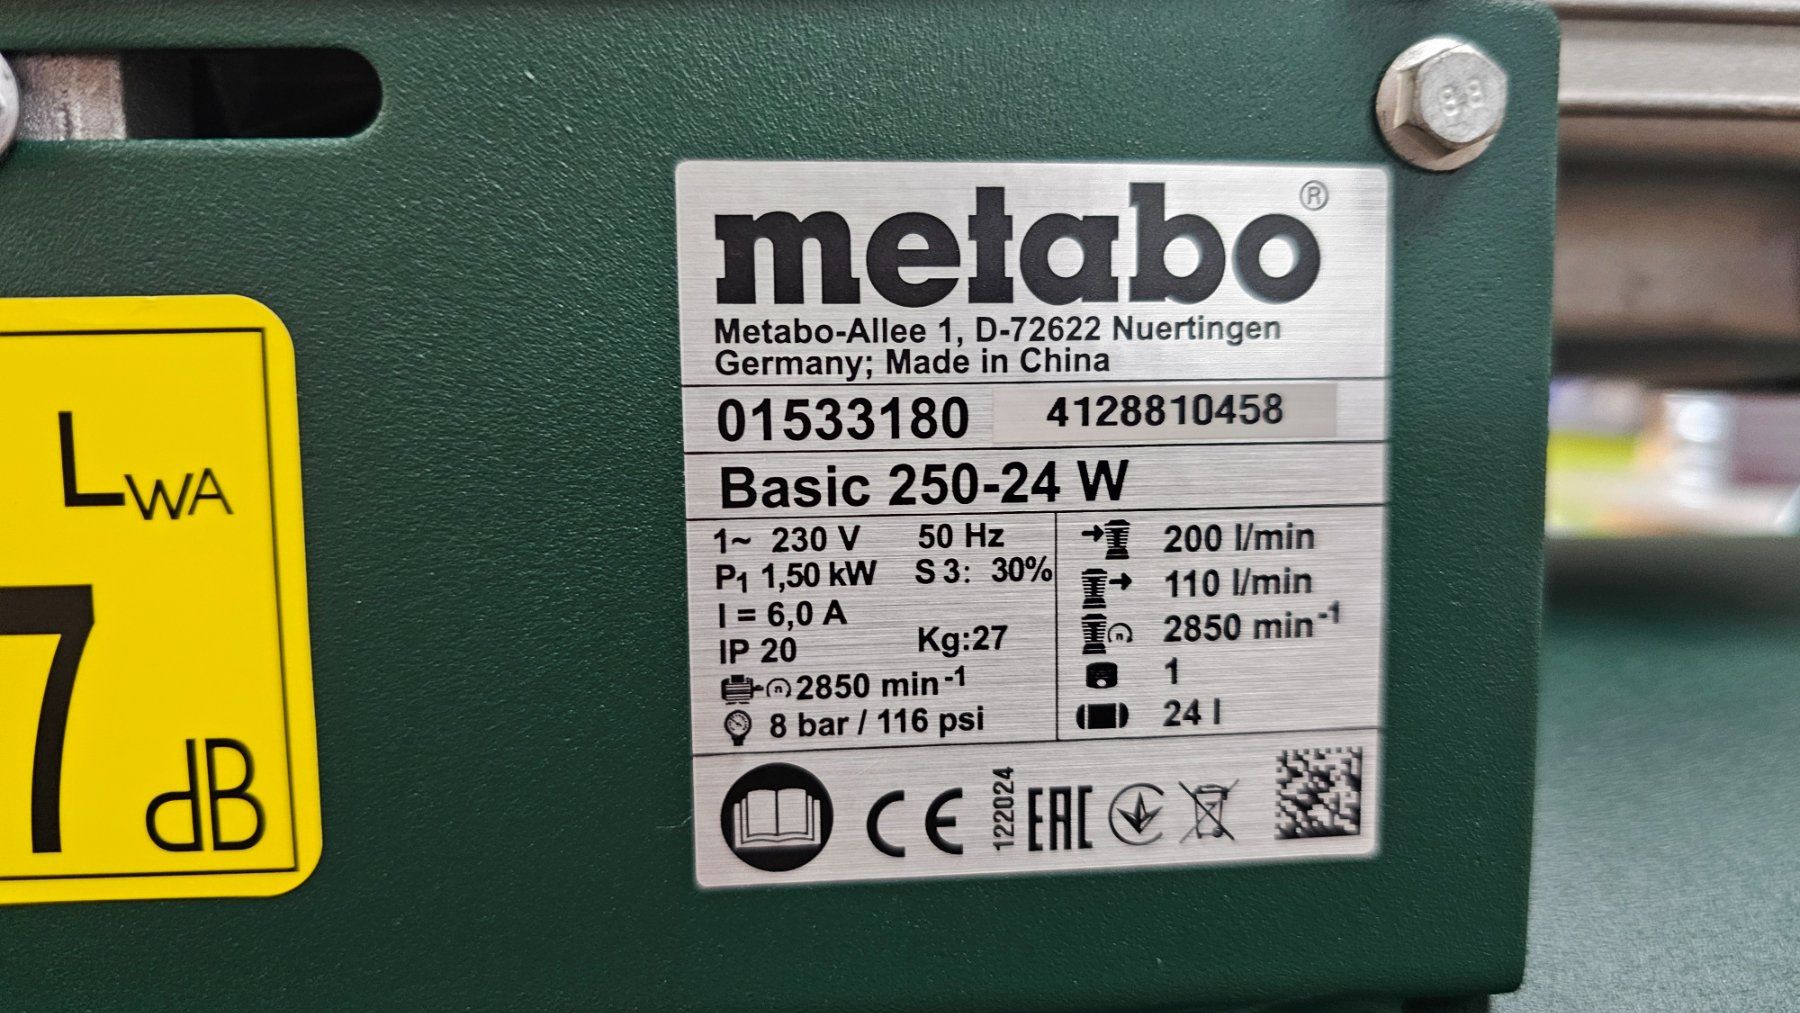 8.8
metabo®
Metabo-Allee 1, D-72622 Nuertingen
Germany; Made in China
01533180 4128810458
Basic 250-24 W
1~ 230 V 50 Hz
P1 1,50 kW S 3: 30%
I = 6,0 A
IP 20 Kg:27
n 2850 min-1
8 bar / 116 psi
200 l/min
110 l/min
n 2850 min-1
1
24 l
CE 122024 EAC
LWA
7
dB